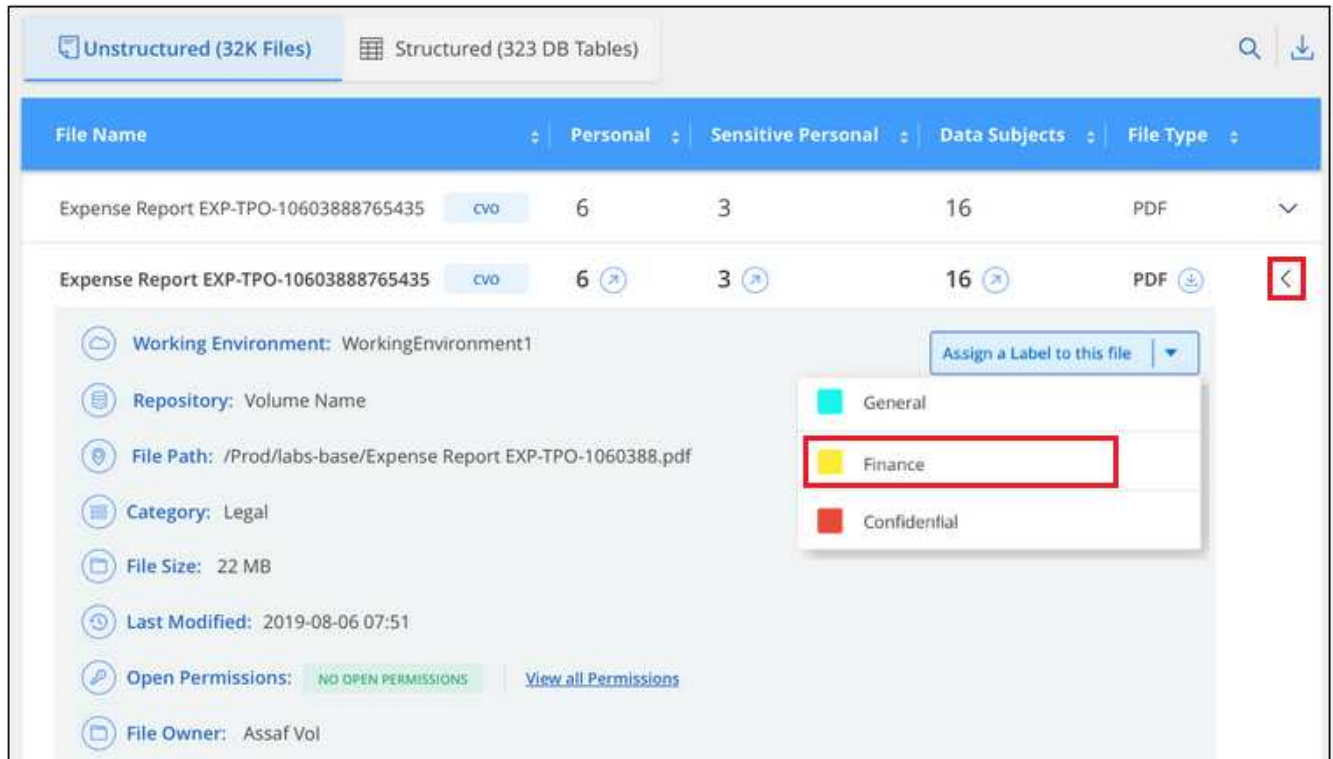 Unstructured (32K Files) Structured (323 DB Tables)
File Name Personal Sensitive Personal Data Subjects File Type
Expense Report EXP-TPO-10603888765435 CVO 6 3 16 PDF
Expense Report EXP-TPO-10603888765435 CVO 6 3 16 PDF
Working Environment: WorkingEnvironment1
Assign a Label to this file
Repository: Volume Name
General
File Path: /Prod/labs-base/Expense Report EXP-TPO-1060388.pdf
Finance
Category: Legal
Confidential
File Size: 22 MB
Last Modified: 2019-08-06 07:51
Open Permissions: NO OPEN PERMISSIONS View all Permissions
File Owner: Assaf Vol